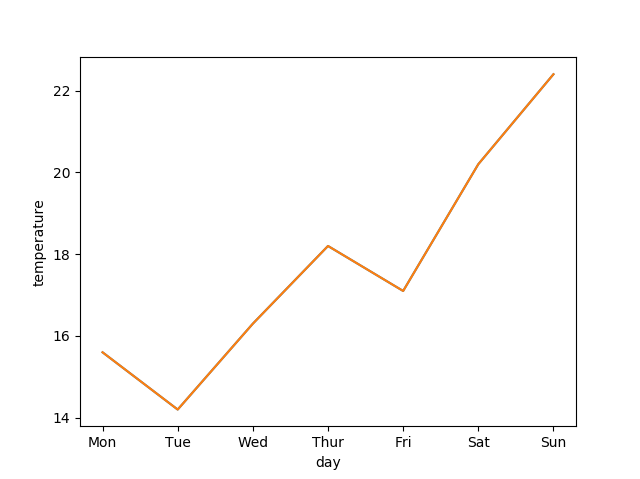 22
20
18
16
14
temperature
Mon Tue Wed Thur Fri Sat Sun
day